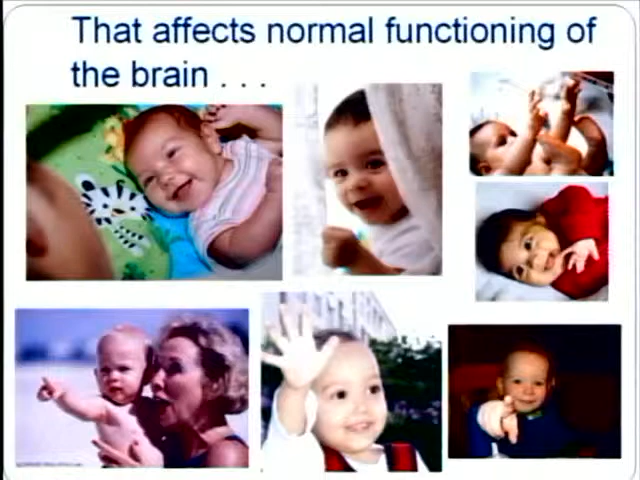 That affects normal functioning of
the brain . . .